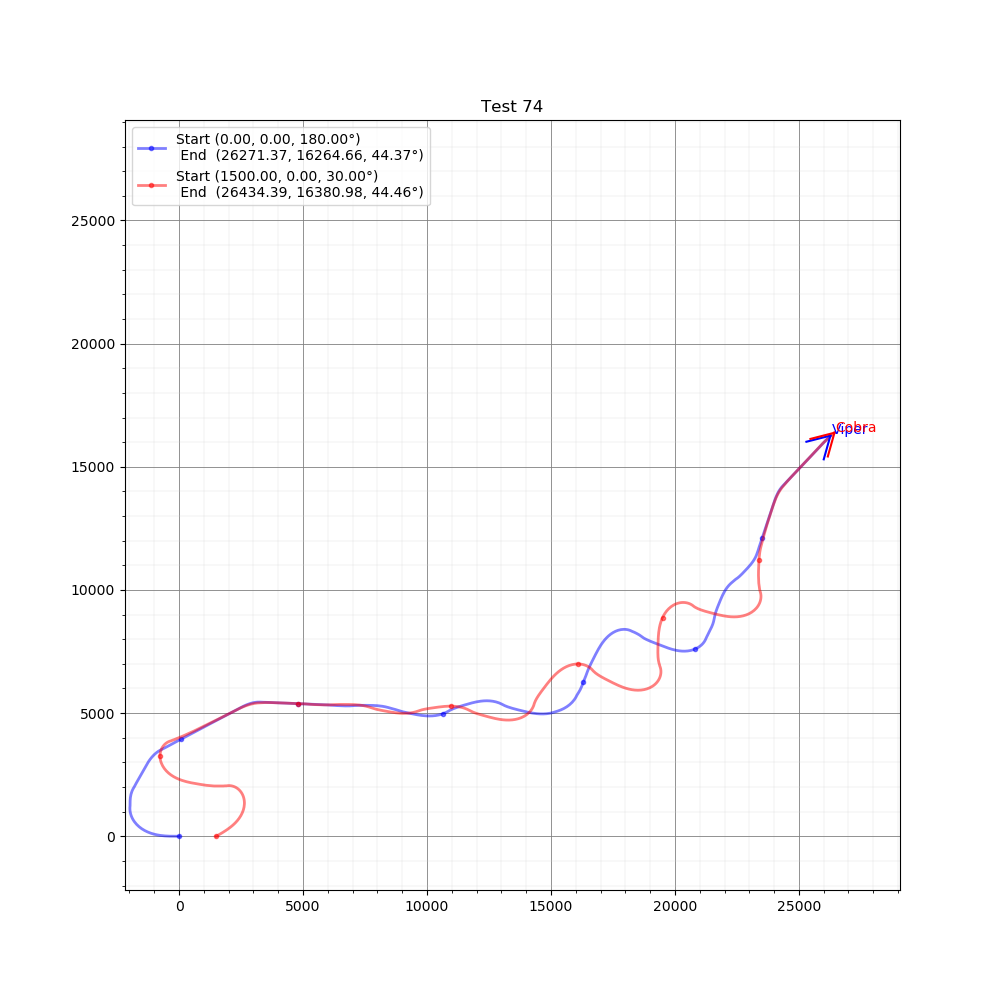 Test 74
Start (0.00, 0.00, 180.00°)
End (26271.37, 16264.66, 44.37°)
Start (1500.00, 0.00, 30.00°)
End (26434.39, 16380.98, 44.46°)
25000
20000
15000
10000
5000
0
Cobra
Viper
0 5000 10000 15000 20000 25000